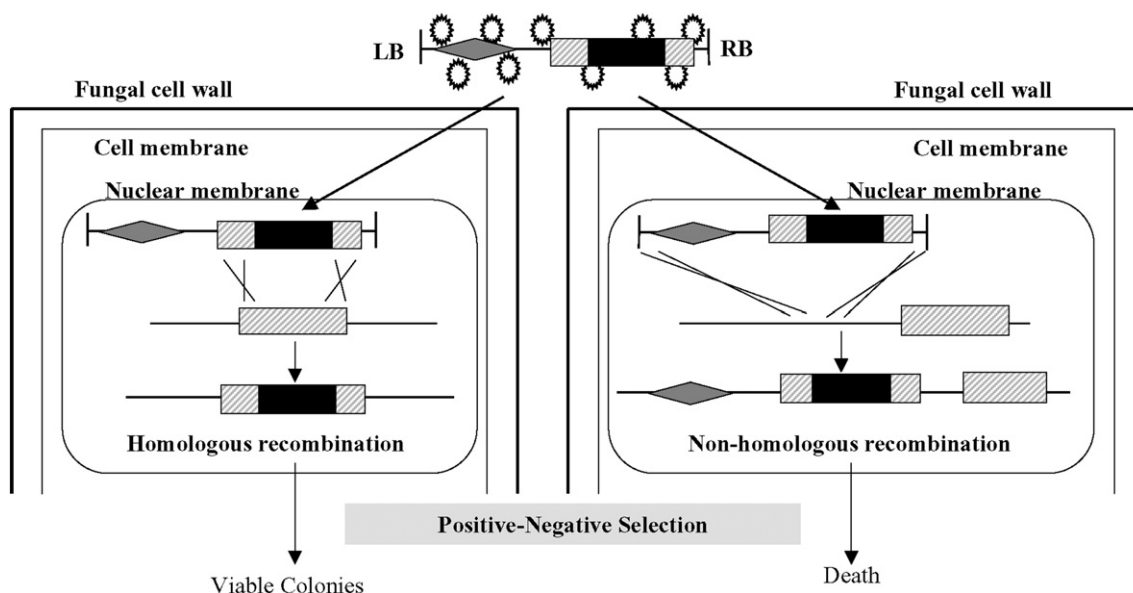 LB
RB
Fungal cell wall
Fungal cell wall
Cell membrane
Cell membrane
Nuclear membrane
Nuclear membrane
Homologous recombination
Non-homologous recombination
Positive-Negative Selection
Viable Colonies
Death